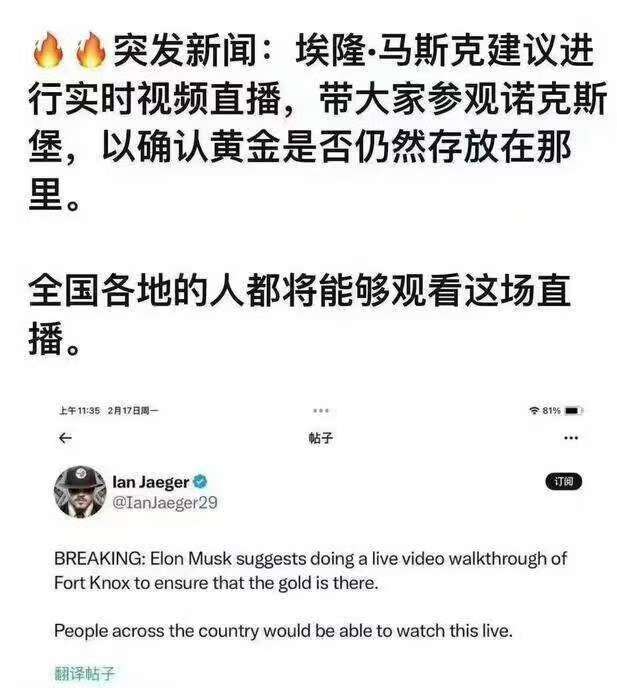 🔥🔥突发新闻：埃隆·马斯克建议进
行实时视频直播，带大家参观诺克斯
堡，以确认黄金是否仍然存放在那
里。
全国各地的人都将能够观看这场直
播。
上午11:35 2月17日周一
81%
帖子
Ian Jaeger
@IanJaeger29
订阅
BREAKING: Elon Musk suggests doing a live video walkthrough of
Fort Knox to ensure that the gold is there.
People across the country would be able to watch this live.
翻译帖子